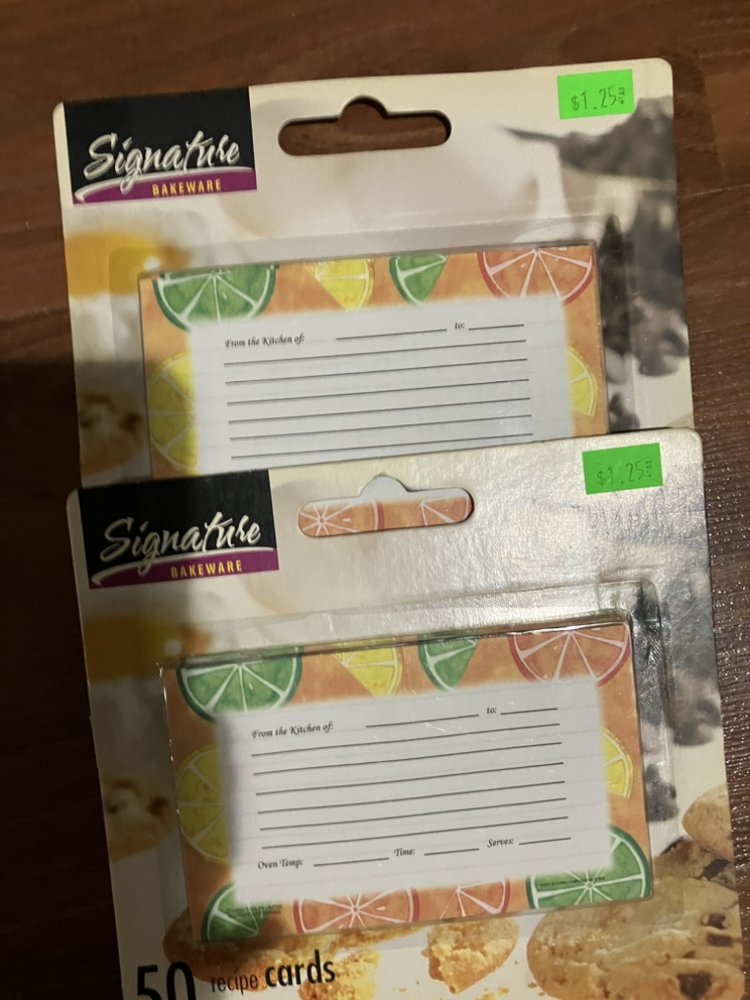 $1.25
Signature
BAKEWARE
From the Kitchen of: to:
$1.25
Signature
BAKEWARE
From the Kitchen of: to:
Oven Temp: Time: Serves:
50 recipe cards